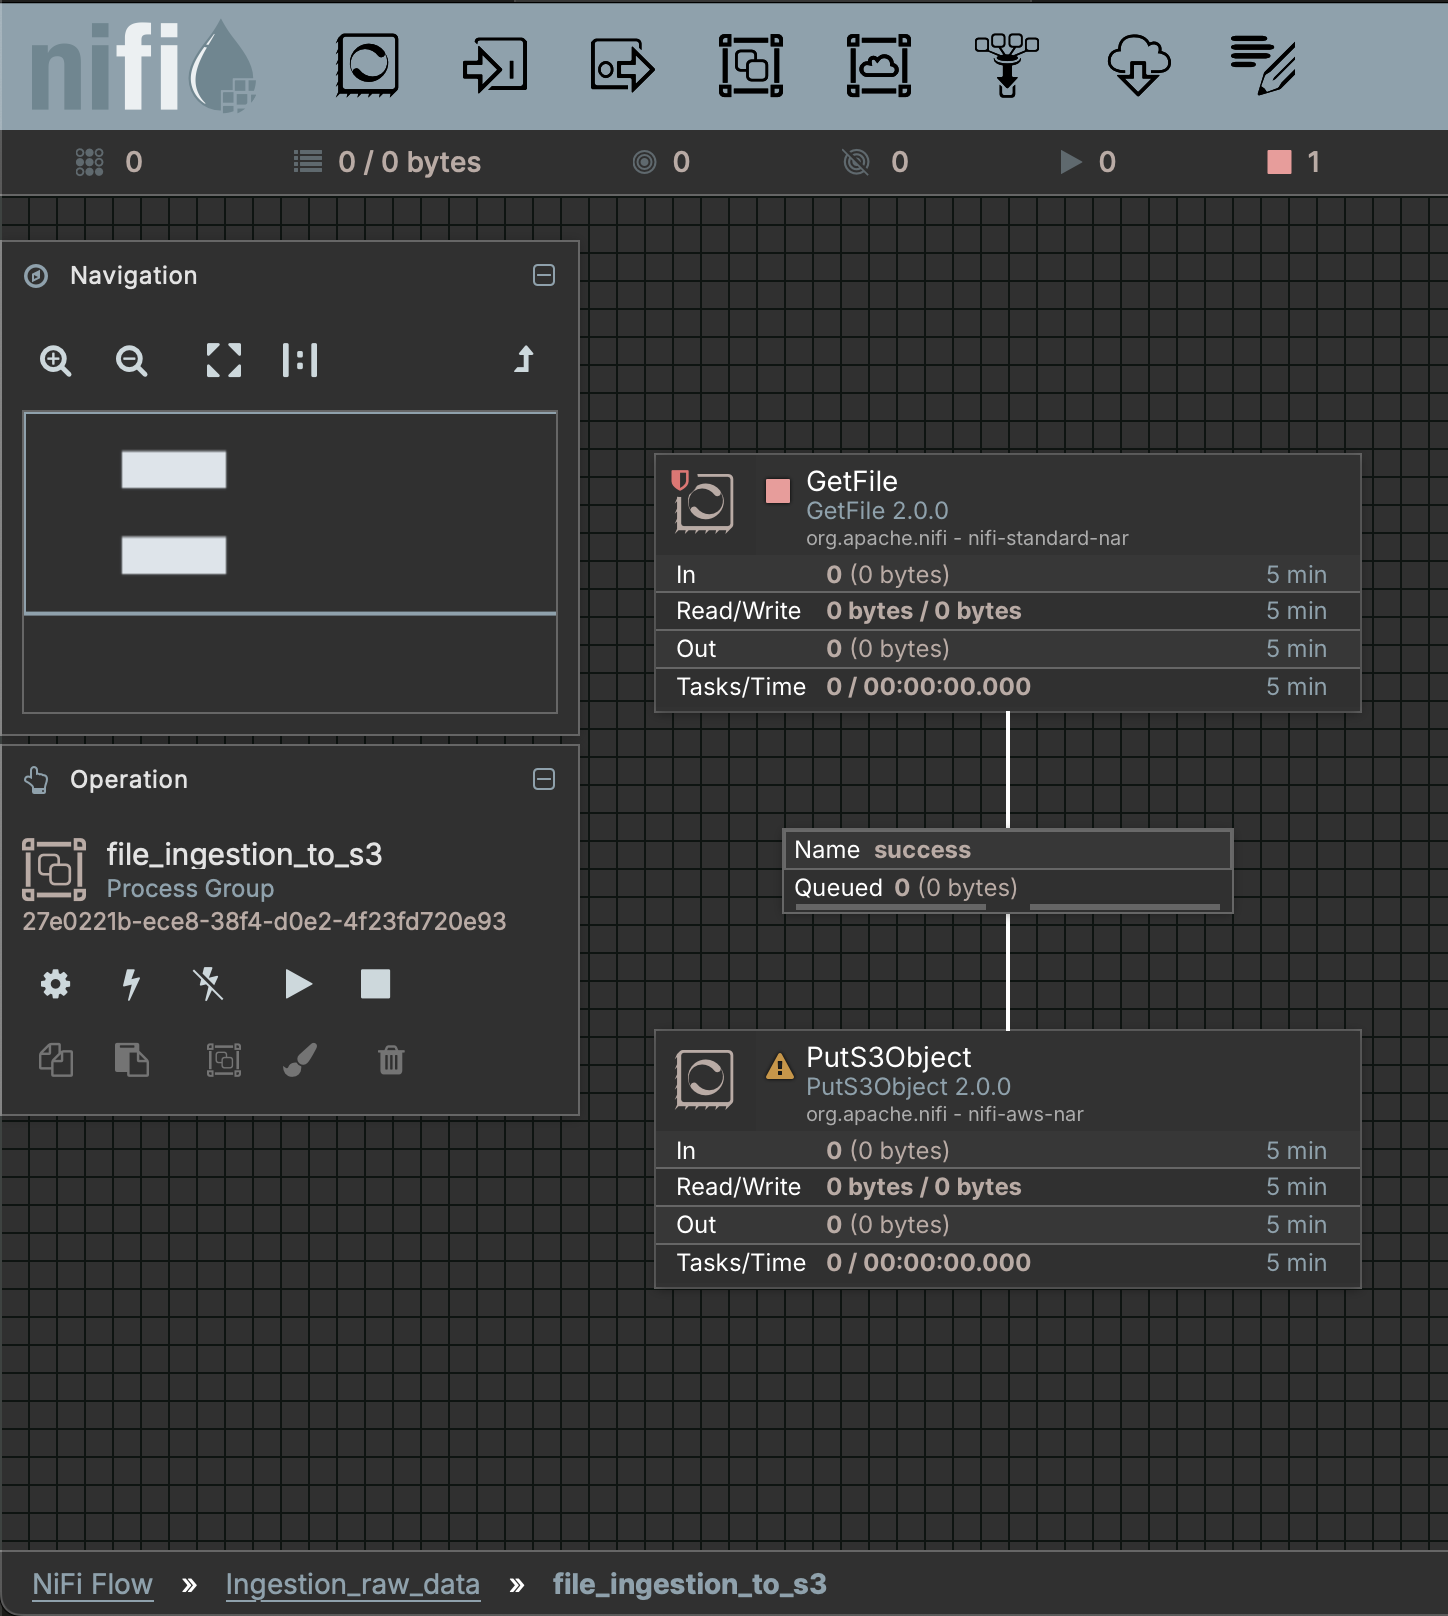 nifi
0 0 / 0 bytes 0 0 0 1
Navigation
Operation
file_ingestion_to_s3
Process Group
27e0221b-ece8-38f4-d0e2-4f23fd720e93
GetFile
GetFile 2.0.0
org.apache.nifi - nifi-standard-nar
In 0 (0 bytes) 5 min
Read/Write 0 bytes / 0 bytes 5 min
Out 0 (0 bytes) 5 min
Tasks/Time 0 / 00:00:00.000 5 min
Name success
Queued 0 (0 bytes)
PutS3Object
PutS3Object 2.0.0
org.apache.nifi - nifi-aws-nar
In 0 (0 bytes) 5 min
Read/Write 0 bytes / 0 bytes 5 min
Out 0 (0 bytes) 5 min
Tasks/Time 0 / 00:00:00.000 5 min
NiFi Flow » Ingestion_raw_data » file_ingestion_to_s3